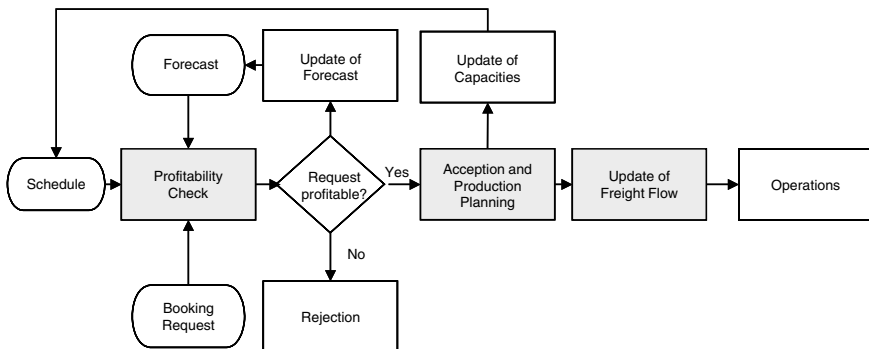 Forecast
Update of
Forecast
Update of
Capacities
Schedule
Profitability
Check
Request
profitable?
Yes
Acception and
Production
Planning
Update of
Freight Flow
Operations
No
Booking
Request
Rejection